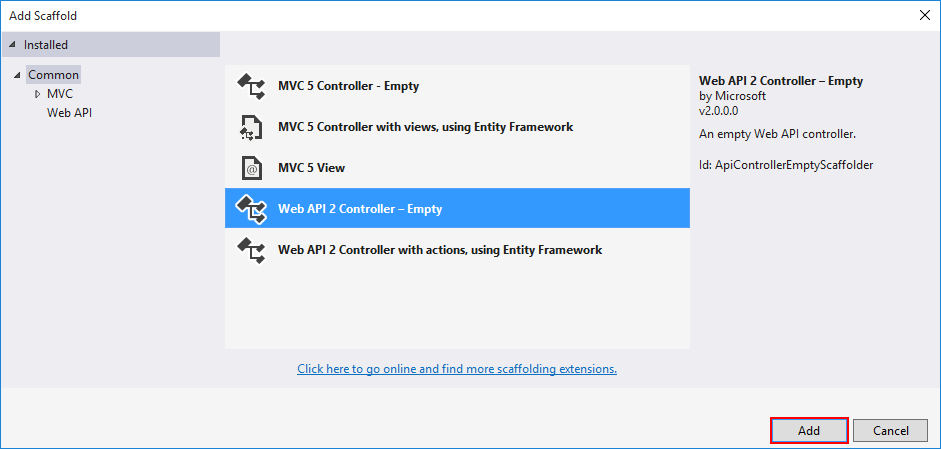 Add Scaffold
Installed
Common
MVC
Web API
MVC 5 Controller - Empty
MVC 5 Controller with views, using Entity Framework
MVC 5 View
Web API 2 Controller – Empty
Web API 2 Controller with actions, using Entity Framework
Click here to go online and find more scaffolding extensions.
Web API 2 Controller – Empty
by Microsoft
v2.0.0.0
An empty Web API controller.
Id: ApiControllerEmptyScaffolder
Add
Cancel